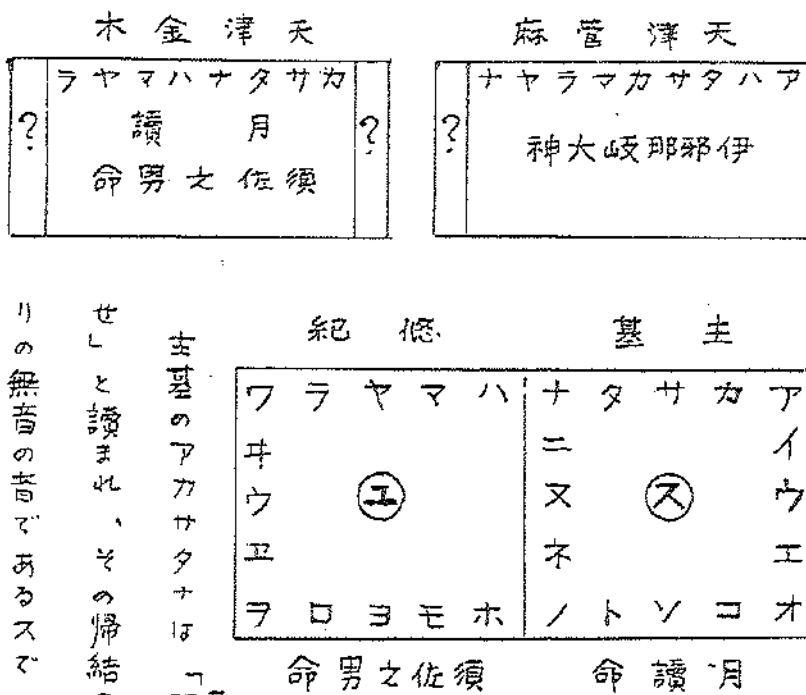 天津菅麻
アハタサカマラヤナ
伊邪那岐大神
?
天津金木
?
カサタナハマヤラ
月讀
須佐之男命
?
主基 悠紀
アカサタナハマヤラワ
イ ニ ヰ
ウ ス ヌ エ ウ
エ ネ ヱ
オコソトノホモヨロヲ
月讀命 須佐之男命
主基のアカサタナは「
せ」と讀まれ、その帰結
りの無音の音であるスで